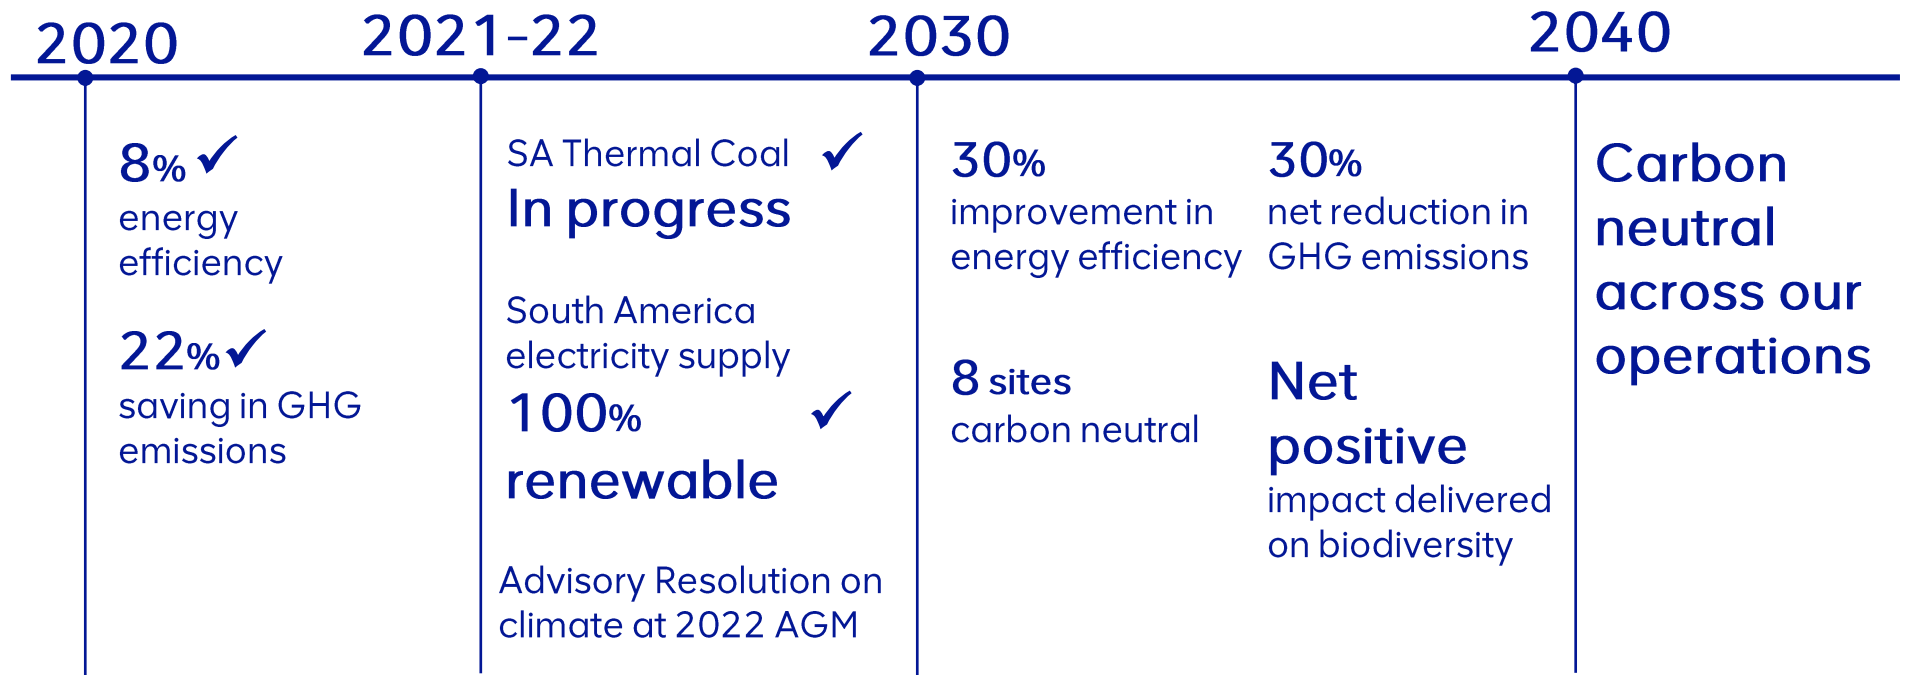 2020
8%
energy
efficiency
22%
saving in GHG
emissions
2021-22
SA Thermal Coal
In progress
South America
electricity supply
100%
renewable
Advisory Resolution on
climate at 2022 AGM
2030
30%
improvement in
energy efficiency
8 sites
carbon neutral
30%
net reduction in
GHG emissions
Net
positive
impact delivered
on biodiversity
2040
Carbon
neutral
across our
operations